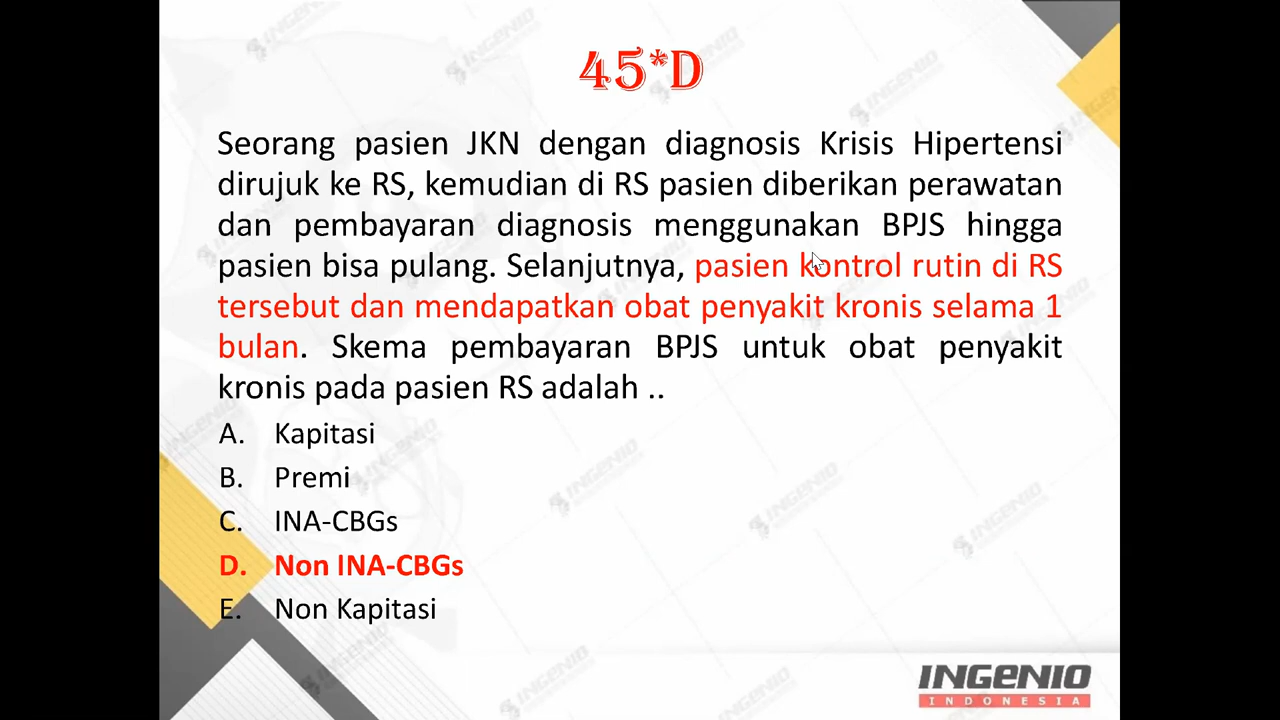 45*D
Seorang pasien JKN dengan diagnosis Krisis Hipertensi
dirujuk ke RS, kemudian di RS pasien diberikan perawatan
dan pembayaran diagnosis menggunakan BPJS hingga
pasien bisa pulang. Selanjutnya, pasien kontrol rutin di RS
tersebut dan mendapatkan obat penyakit kronis selama 1
bulan. Skema pembayaran BPJS untuk obat penyakit
kronis pada pasien RS adalah ..
A. Kapitasi
B. Premi
C. INA-CBGs
D. Non INA-CBGs
E. Non Kapitasi
INGENIO
INDONESIA